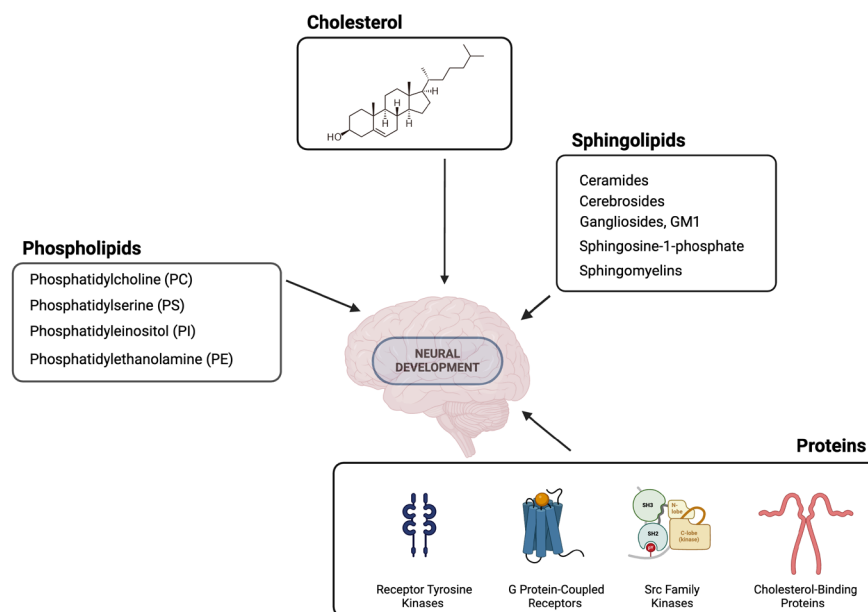 Cholesterol
HO
H
H
H
H
Sphingolipids
Ceramides
Cerebrosides
Gangliosides, GM1
Sphingosine-1-phosphate
Sphingomyelins
Phospholipids
Phosphatidylcholine (PC)
Phosphatidylserine (PS)
Phosphatidyleinositol (PI)
Phosphatidylethanolamine (PE)
NEURAL
DEVELOPMENT
Proteins
SH3
N-
lobe
SH2
C-lobe
(kinase)
pY
Receptor Tyrosine
Kinases
G Protein-Coupled
Receptors
Src Family
Kinases
Cholesterol-Binding
Proteins